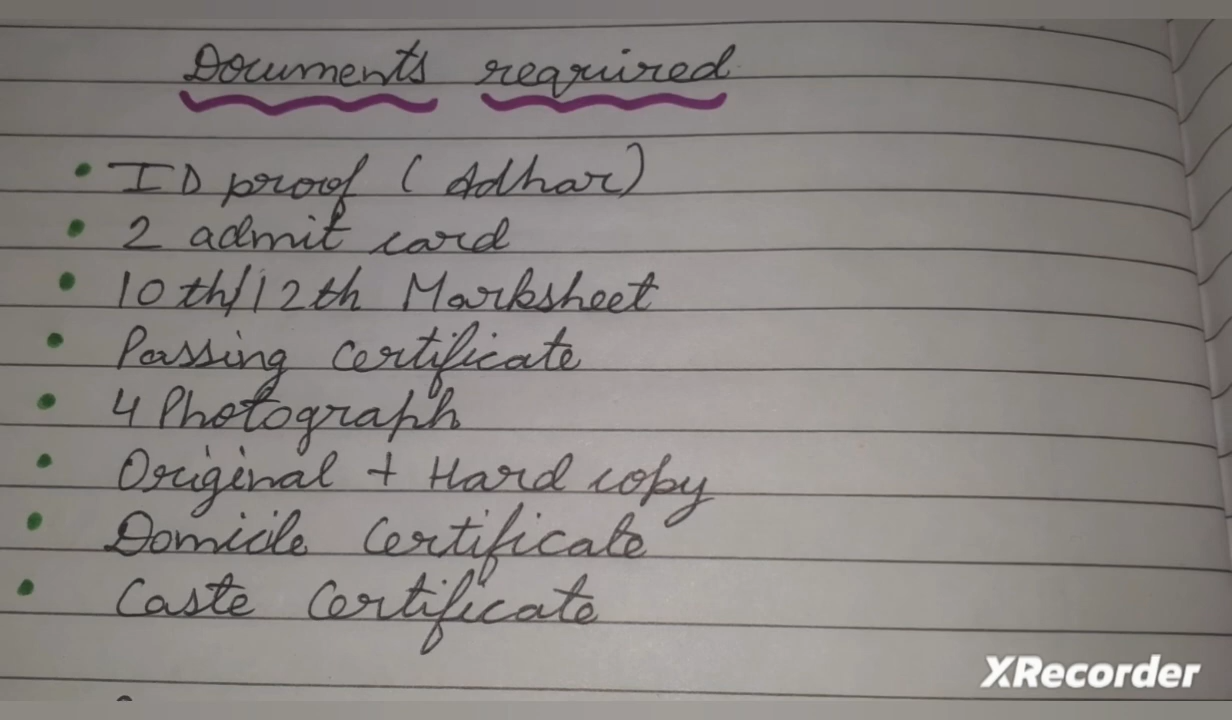 Documents required
• ID proof ( Adhar)
• 2 admit card
• 10th/12th Marksheet
• Passing certificate
• 4 Photograph
• Original + Hard copy
• Domicile Certificate
• Caste Certificate
XRecorder